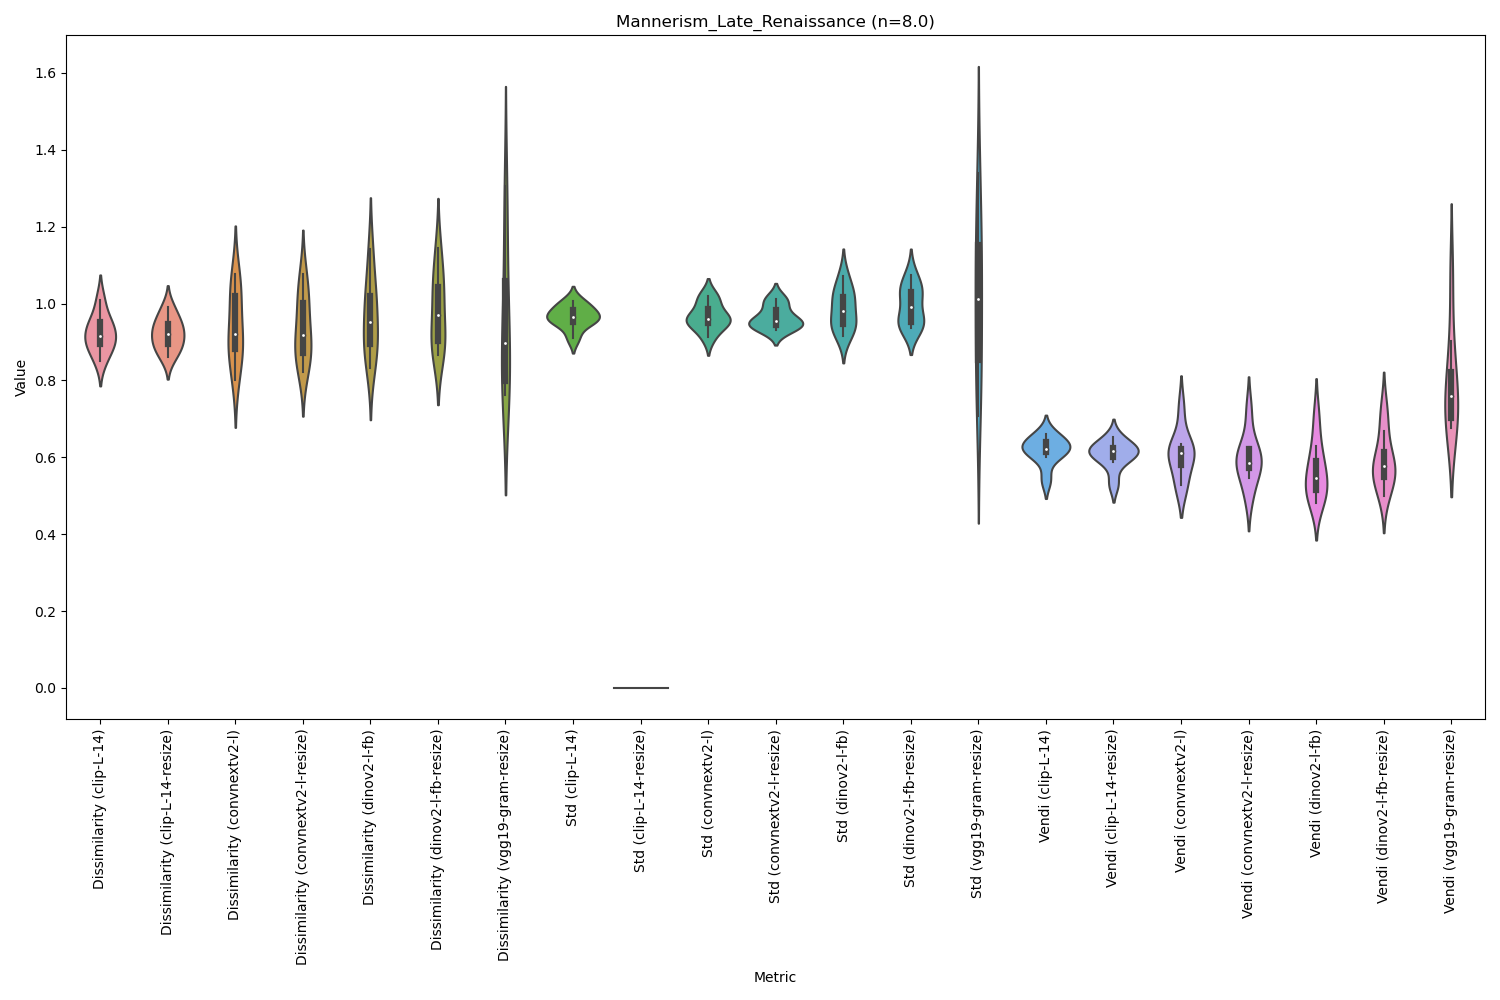 Mannerism_Late_Renaissance (n=8.0)
Value
1.6
1.4
1.2
1.0
0.8
0.6
0.4
0.2
0.0
Dissimilarity (clip-L-14)
Dissimilarity (clip-L-14-resize)
Dissimilarity (convnextv2-l)
Dissimilarity (convnextv2-l-resize)
Dissimilarity (dinov2-l-fb)
Dissimilarity (dinov2-l-fb-resize)
Dissimilarity (vgg19-gram-resize)
Std (clip-L-14)
Std (clip-L-14-resize)
Std (convnextv2-l)
Std (convnextv2-l-resize)
Std (dinov2-l-fb)
Std (dinov2-l-fb-resize)
Std (vgg19-gram-resize)
Vendi (clip-L-14)
Vendi (clip-L-14-resize)
Vendi (convnextv2-l)
Vendi (convnextv2-l-resize)
Vendi (dinov2-l-fb)
Vendi (dinov2-l-fb-resize)
Vendi (vgg19-gram-resize)
Metric